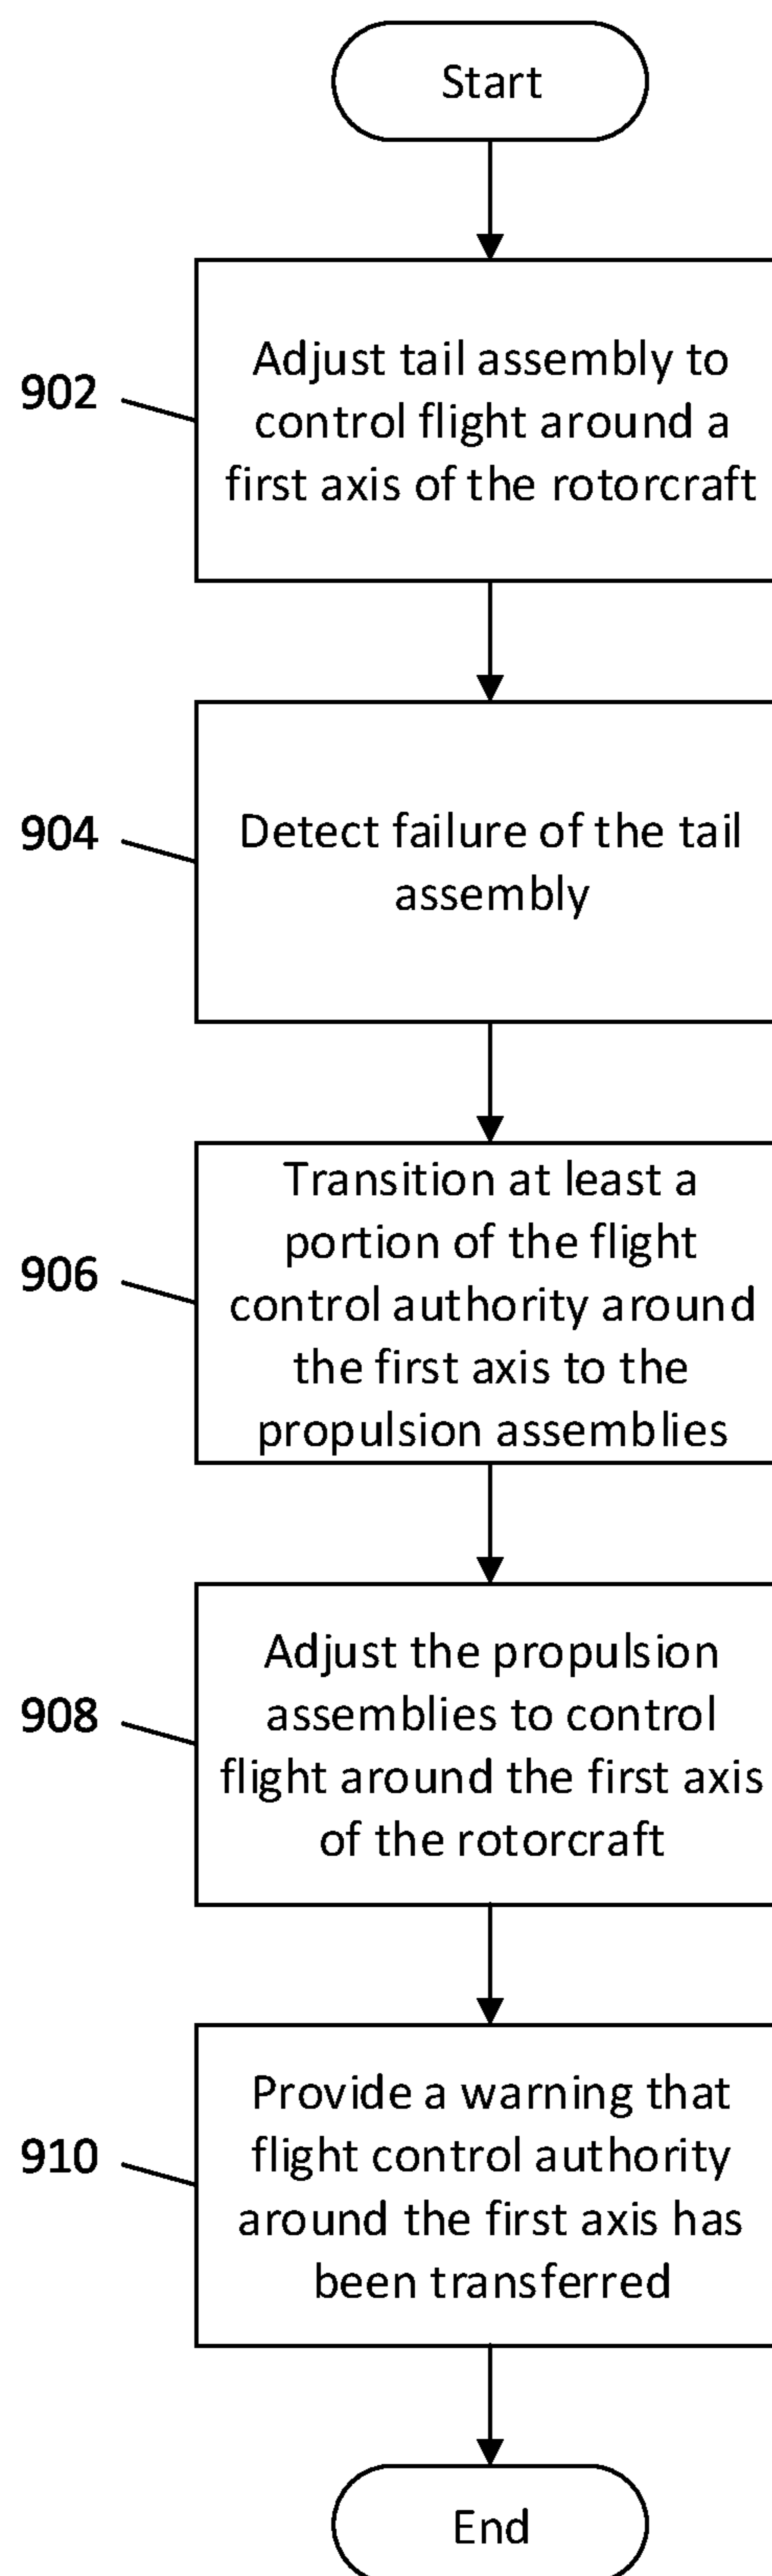 Start
902
Adjust tail assembly to
control flight around a
first axis of the rotorcraft
904
Detect failure of the tail
assembly
906
Transition at least a
portion of the flight
control authority around
the first axis to the
propulsion assemblies
908
Adjust the propulsion
assemblies to control
flight around the first axis
of the rotorcraft
910
Provide a warning that
flight control authority
around the first axis has
been transferred
End